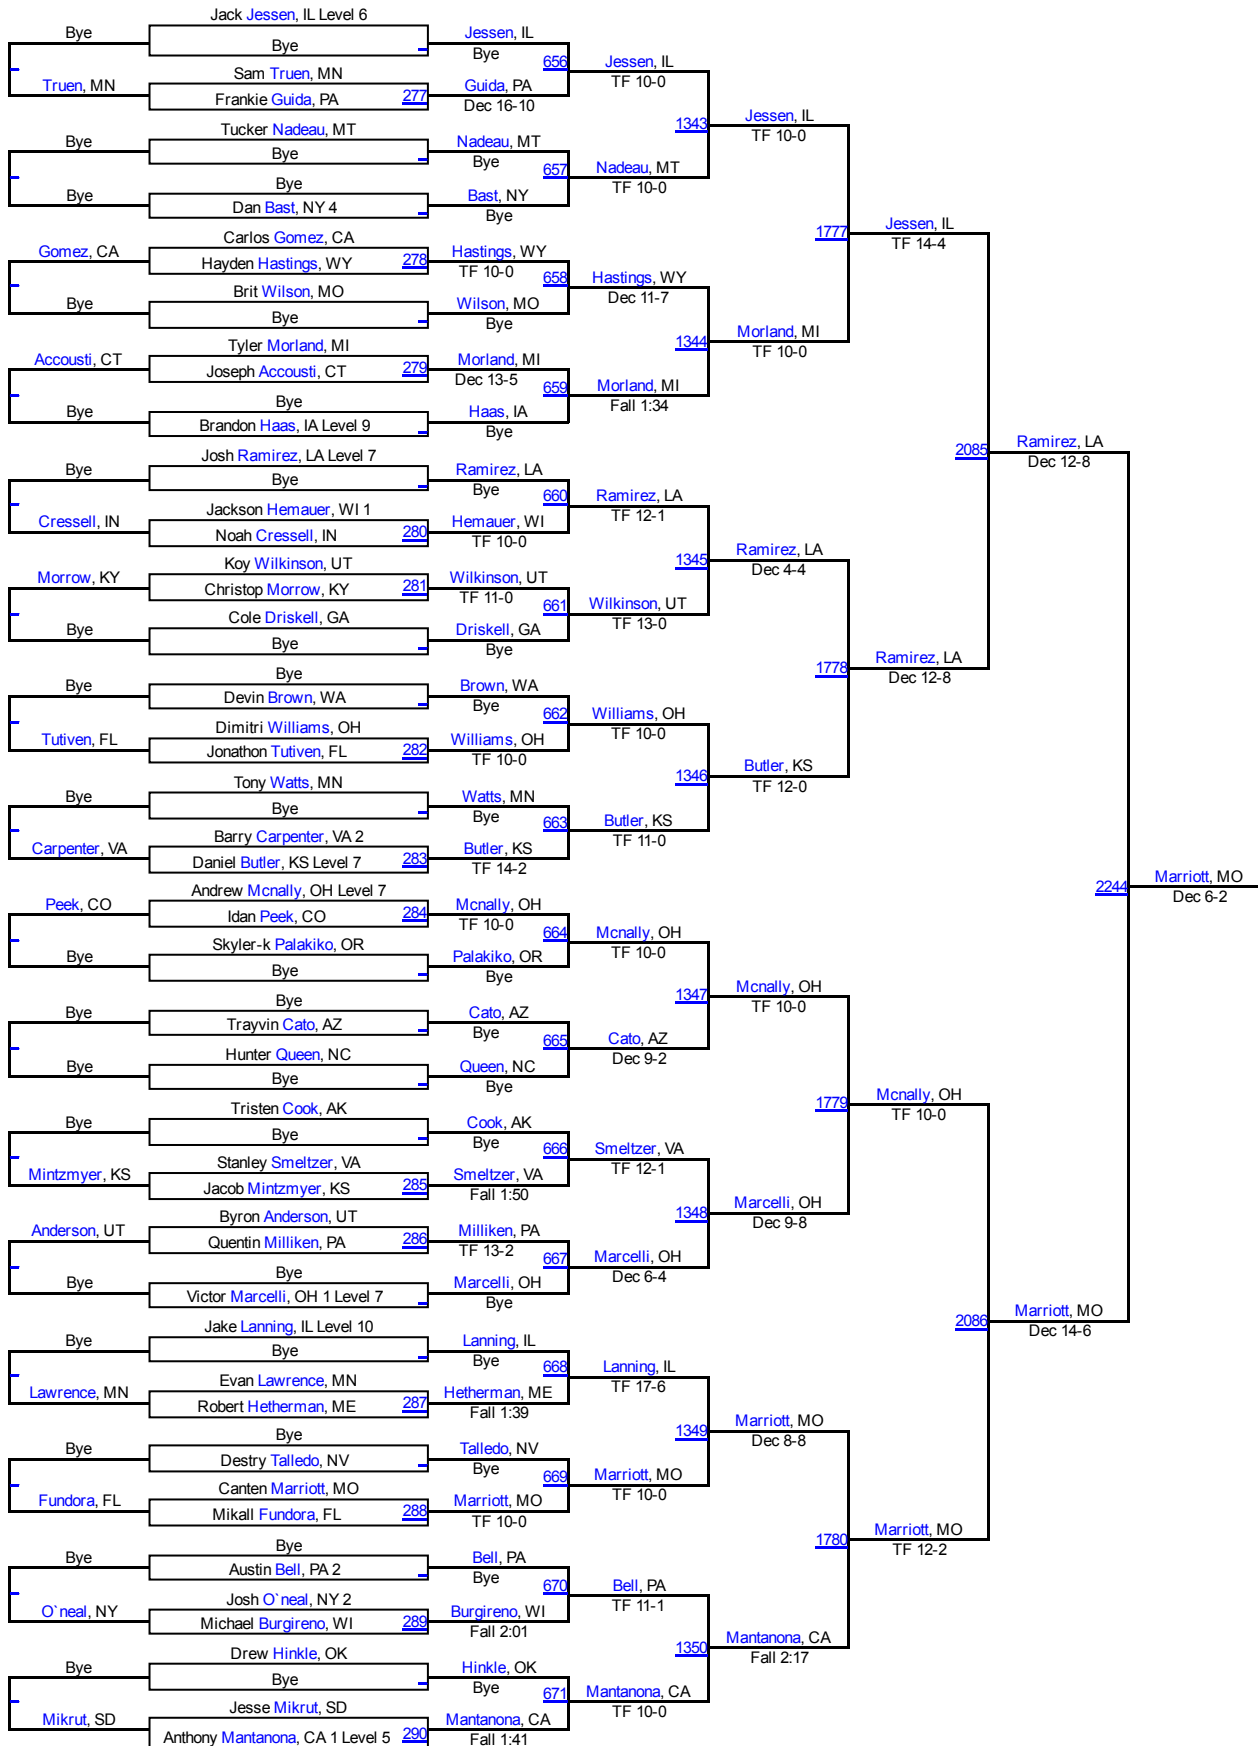 Jack Jessen, IL Level 6
Bye
Bye
Jessen, IL
Bye
656
Jessen, IL
TF 10-0
Sam Truen, MN
Truen, MN
Frankie Guida, PA 277
Guida, PA
Dec 16-10
1343
Jessen, IL
TF 10-0
Tucker Nadeau, MT
Bye
Bye
Nadeau, MT
Bye
657
Nadeau, MT
TF 10-0
Bye
Bye
Dan Bast, NY 4
Bast, NY
Bye
1777
Jessen, IL
TF 14-4
Carlos Gomez, CA
Gomez, CA
Hayden Hastings, WY 278
Hastings, WY
TF 10-0
658
Hastings, WY
Dec 11-7
Brit Wilson, MO
Bye
Bye
Wilson, MO
Bye
1344
Morland, MI
TF 10-0
Tyler Morland, MI
Accousti, CT
Joseph Accousti, CT 279
Morland, MI
Dec 13-5
659
Morland, MI
Fall 1:34
Bye
Bye
Brandon Haas, IA Level 9
Haas, IA
Bye
2085
Ramirez, LA
Dec 12-8
Josh Ramirez, LA Level 7
Bye
Bye
Ramirez, LA
Bye
660
Ramirez, LA
TF 12-1
Jackson Hemauer, WI 1
Cressell, IN
Noah Cressell, IN 280
Hemauer, WI
TF 10-0
1345
Ramirez, LA
Dec 4-4
Koy Wilkinson, UT
Morrow, KY
Christop Morrow, KY 281
Wilkinson, UT
TF 11-0
661
Wilkinson, UT
TF 13-0
Cole Driskell, GA
Bye
Bye
Driskell, GA
Bye
1778
Ramirez, LA
Dec 12-8
Bye
Bye
Devin Brown, WA
Brown, WA
Bye
662
Williams, OH
TF 10-0
Dimitri Williams, OH
Tutiven, FL
Jonathon Tutiven, FL 282
Williams, OH
TF 10-0
1346
Butler, KS
TF 12-0
Tony Watts, MN
Bye
Bye
Watts, MN
Bye
663
Butler, KS
TF 11-0
Barry Carpenter, VA 2
Carpenter, VA
Daniel Butler, KS Level 7 283
Butler, KS
TF 14-2
2244
Marriott, MO
Dec 6-2
Andrew Mcnally, OH Level 7
Peek, CO
Idan Peek, CO 284
Mcnally, OH
TF 10-0
664
Mcnally, OH
TF 10-0
Skyler-k Palakiko, OR
Bye
Bye
Palakiko, OR
Bye
1347
Mcnally, OH
TF 10-0
Bye
Bye
Trayvin Cato, AZ
Cato, AZ
Bye
665
Cato, AZ
Dec 9-2
Hunter Queen, NC
Bye
Bye
Queen, NC
Bye
1779
Mcnally, OH
TF 10-0
Tristen Cook, AK
Bye
Bye
Cook, AK
Bye
666
Smeltzer, VA
TF 12-1
Stanley Smeltzer, VA
Mintzmyer, KS
Jacob Mintzmyer, KS 285
Smeltzer, VA
Fall 1:50
1348
Marcelli, OH
Dec 9-8
Byron Anderson, UT
Anderson, UT
Quentin Milliken, PA 286
Milliken, PA
TF 13-2
667
Marcelli, OH
Dec 6-4
Bye
Bye
Victor Marcelli, OH 1 Level 7
Marcelli, OH
Bye
2086
Marriott, MO
Dec 14-6
Jake Lanning, IL Level 10
Bye
Bye
Lanning, IL
Bye
668
Lanning, IL
TF 17-6
Evan Lawrence, MN
Lawrence, MN
Robert Hetherman, ME 287
Hetherman, ME
Fall 1:39
1349
Marriott, MO
Dec 8-8
Bye
Bye
Destry Talledo, NV
Talledo, NV
Bye
669
Marriott, MO
TF 10-0
Canten Marriott, MO
Fundora, FL
Mikall Fundora, FL 288
Marriott, MO
TF 10-0
1780
Marriott, MO
TF 12-2
Bye
Bye
Austin Bell, PA 2
Bell, PA
Bye
670
Bell, PA
TF 11-1
Josh O`neal, NY 2
O`neal, NY
Michael Burgireno, WI 289
Burgireno, WI
Fall 2:01
1350
Mantanona, CA
Fall 2:17
Drew Hinkle, OK
Bye
Bye
Hinkle, OK
Bye
671
Mantanona, CA
TF 10-0
Jesse Mikrut, SD
Mikrut, SD
Anthony Mantanona, CA 1 Level 5 290
Mantanona, CA
Fall 1:41